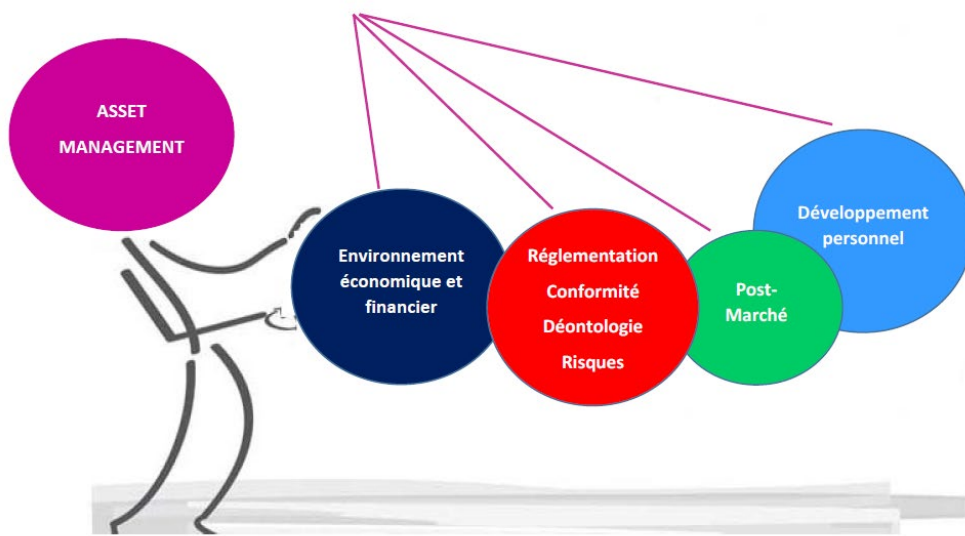 ASSET
MANAGEMENT
Environnement
économique et
financier
Réglementation
Conformité
Déontologie
Risques
Post-
Marché
Développement
personnel